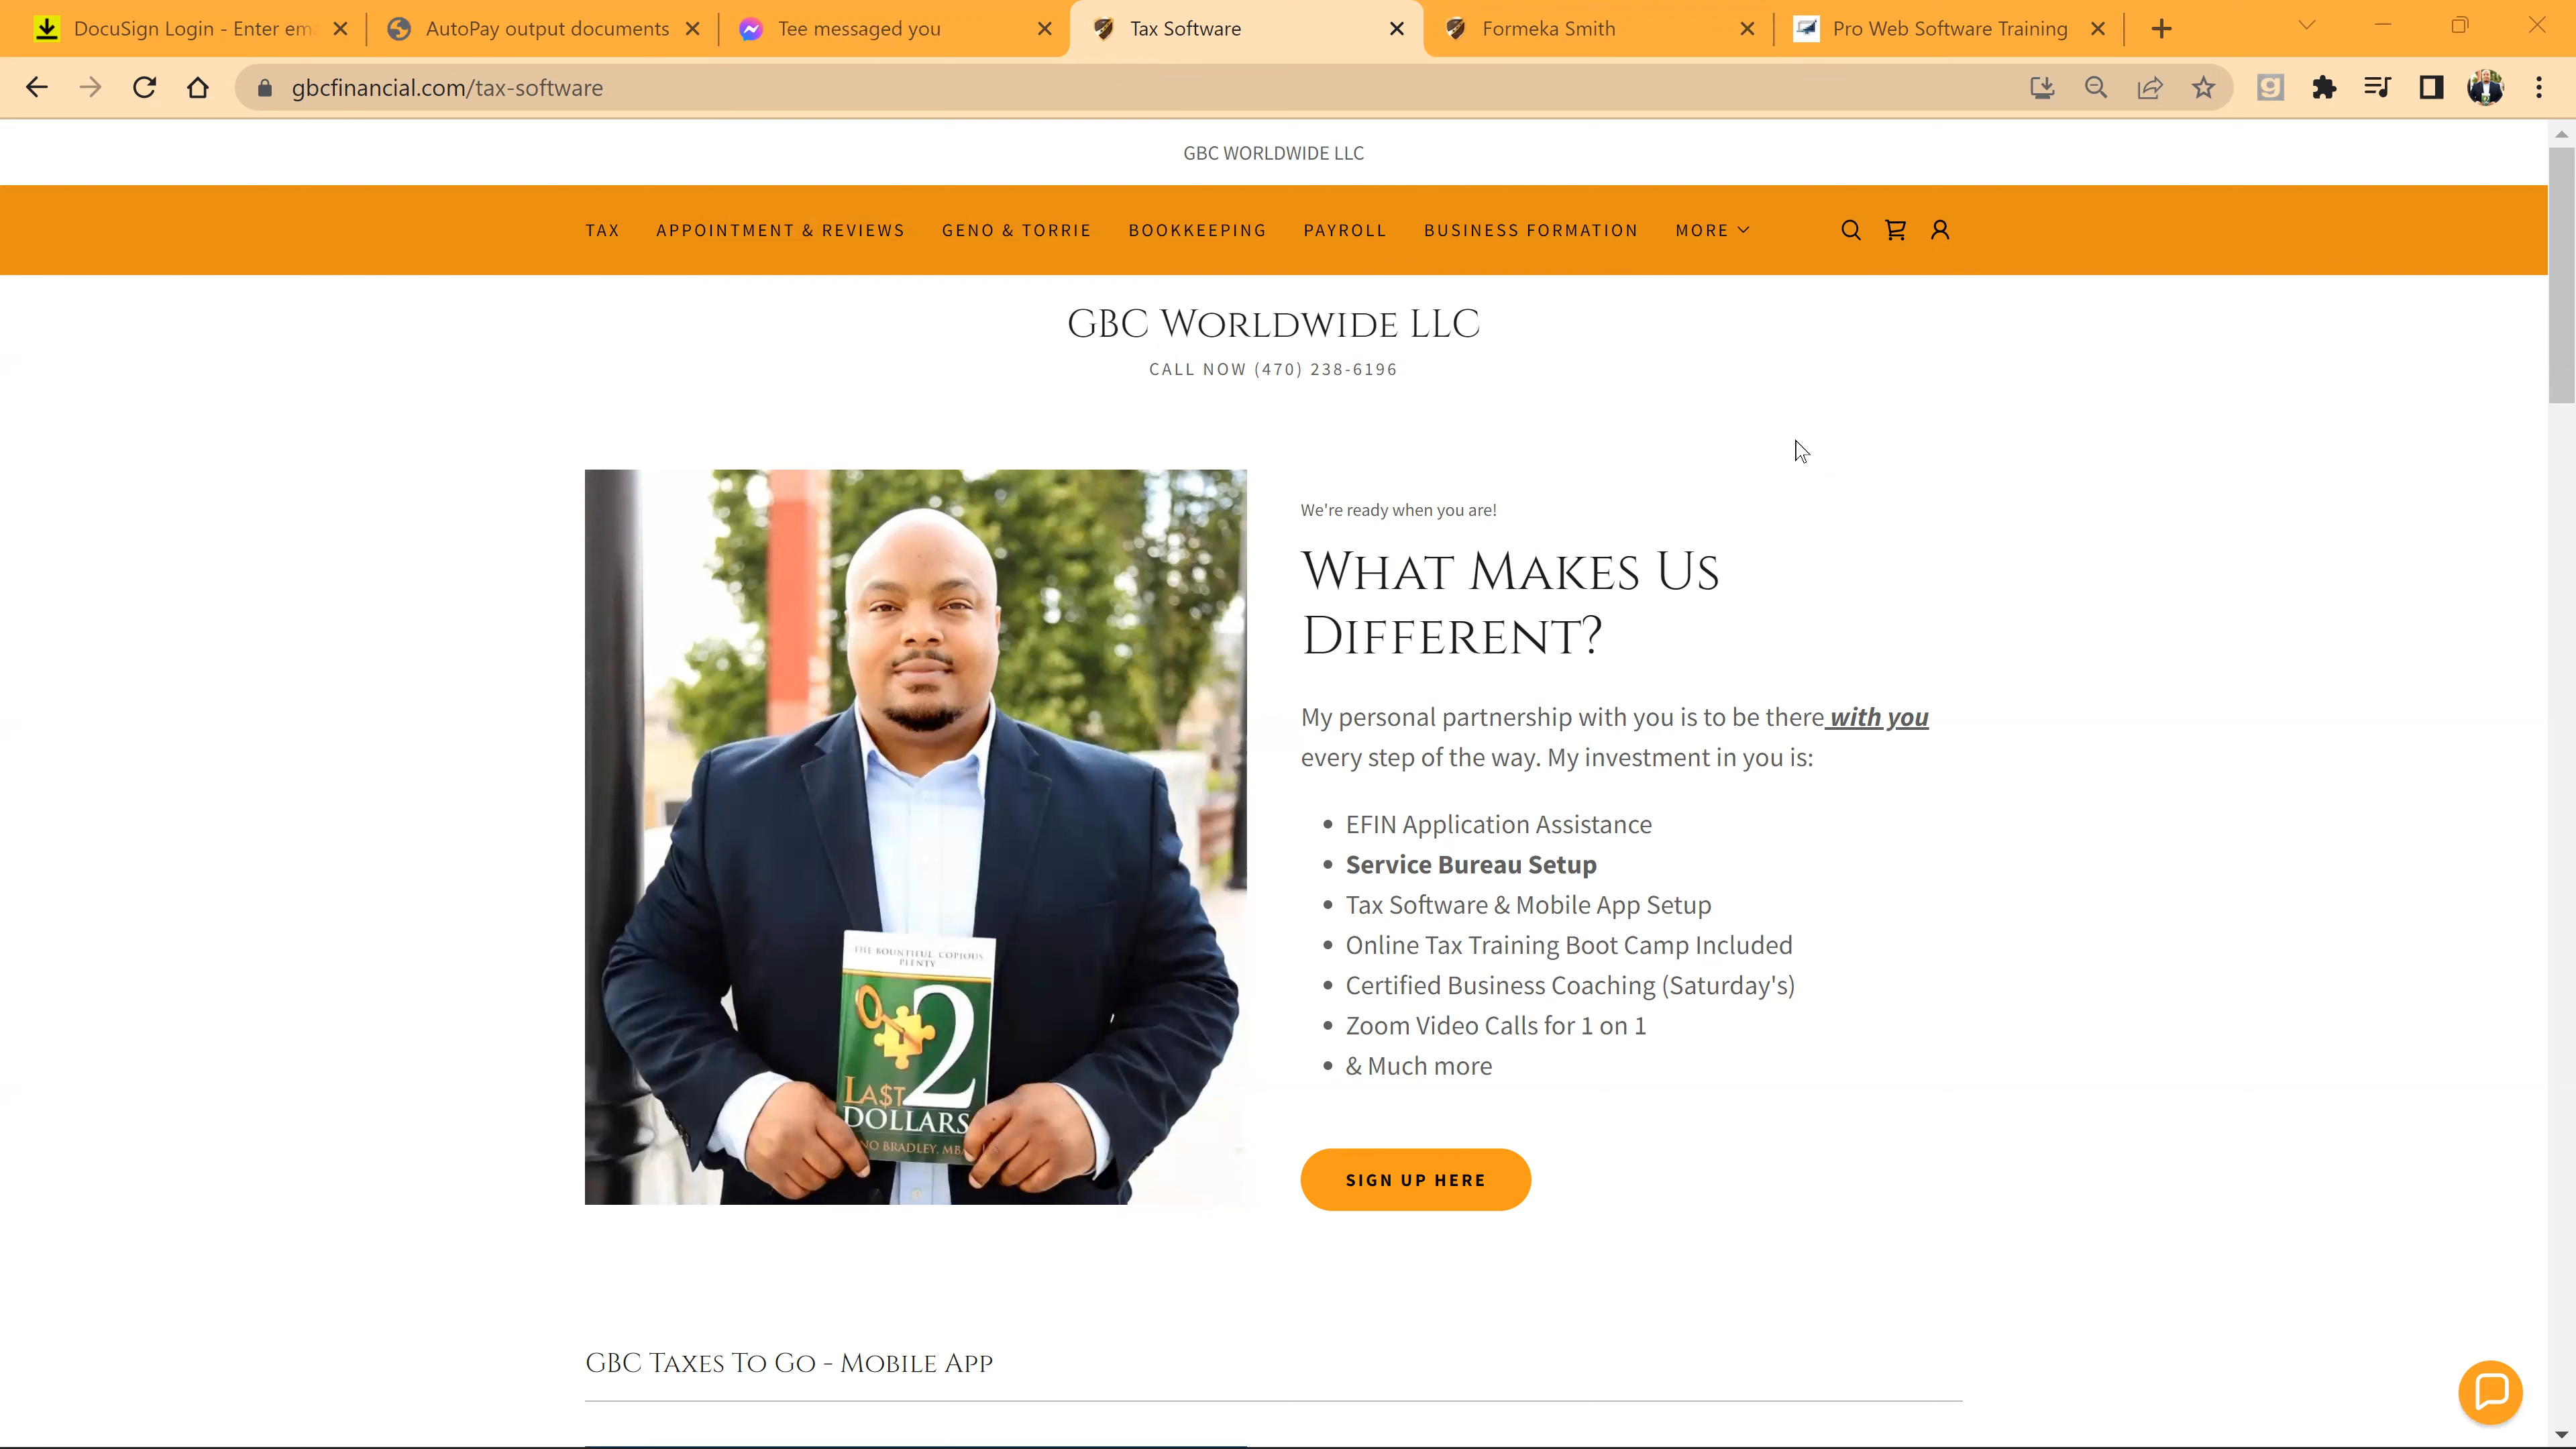 DocuSign Login - Enter em
AutoPay output documents
Tee messaged you
Tax Software
Formeka Smith
Pro Web Software Training
gbcfinancial.com/tax-software
GBC WORLDWIDE LLC
TAX
APPOINTMENT & REVIEWS
GENO & TORRIE
BOOKKEEPING
PAYROLL
BUSINESS FORMATION
MORE
GBC WORLDWIDE LLC
CALL NOW (470) 238-6196
We're ready when you are!
WHAT MAKES US
DIFFERENT?
My personal partnership with you is to be there with you
every step of the way. My investment in you is:
• EFIN Application Assistance
• Service Bureau Setup
• Tax Software & Mobile App Setup
• Online Tax Training Boot Camp Included
• Certified Business Coaching (Saturday's)
• Zoom Video Calls for 1 on 1
• & Much more
SIGN UP HERE
THE BOUNTIFUL, COPIOUS
PLENTY
LA$T 2
DOLLARS
NO BRADLEY, MBA
GBC TAXES TO GO - MOBILE APP